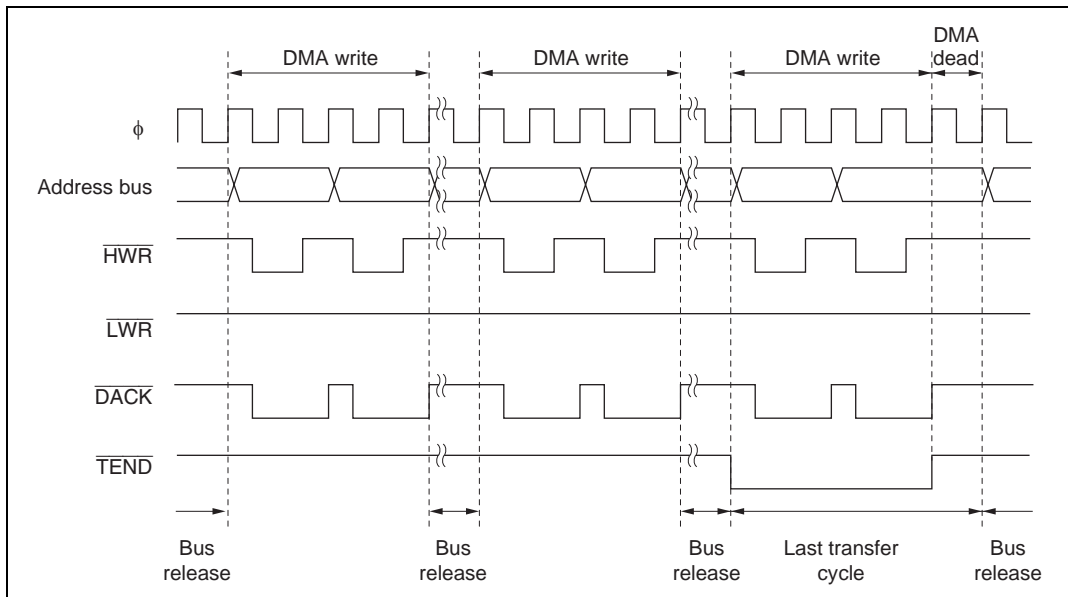 DMA
dead
DMA write DMA write DMA write
ϕ
Address bus
HWR
LWR
DACK
TEND
Bus release
Bus release
Bus release
Last transfer cycle
Bus release